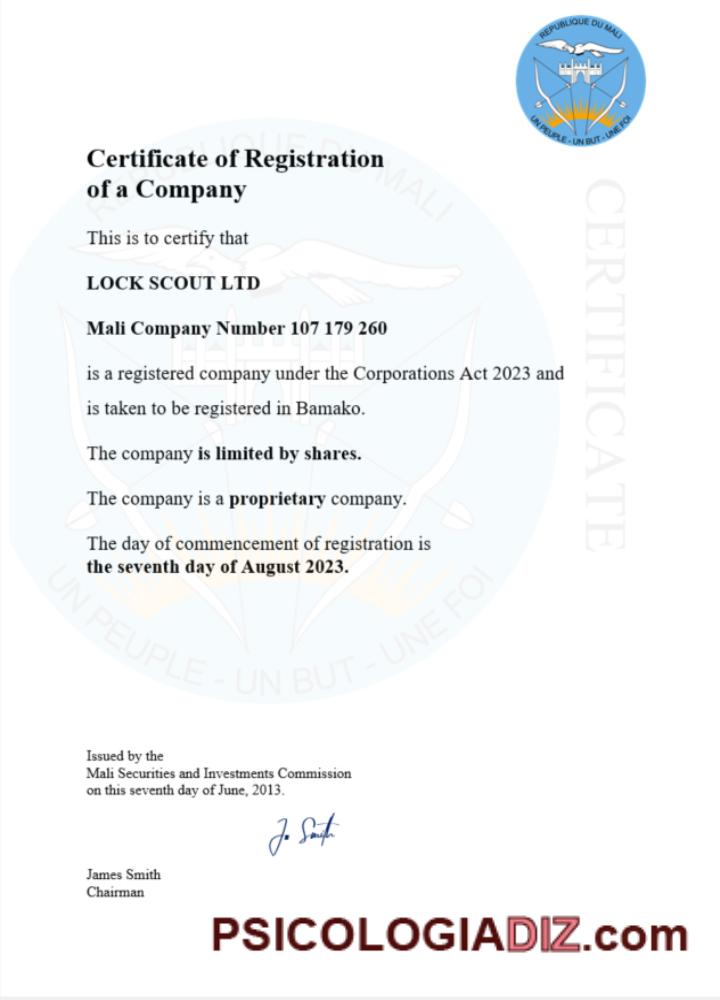 REPUBLIQUE DU MALI
UN PEUPLE - UN BUT - UNE FOI
Certificate of Registration
of a Company
This is to certify that
LOCK SCOUT LTD
Mali Company Number 107 179 260
is a registered company under the Corporations Act 2023 and
is taken to be registered in Bamako.
The company is limited by shares.
The company is a proprietary company.
The day of commencement of registration is
the seventh day of August 2023.
CERTIFICATE
REPUBLIQUE DU MALI
UN PEUPLE - UN BUT - UNE FOI
Issued by the
Mali Securities and Investments Commission
on this seventh day of June, 2013.
J. Smith
James Smith
Chairman
PSICOLOGIADIZ.com